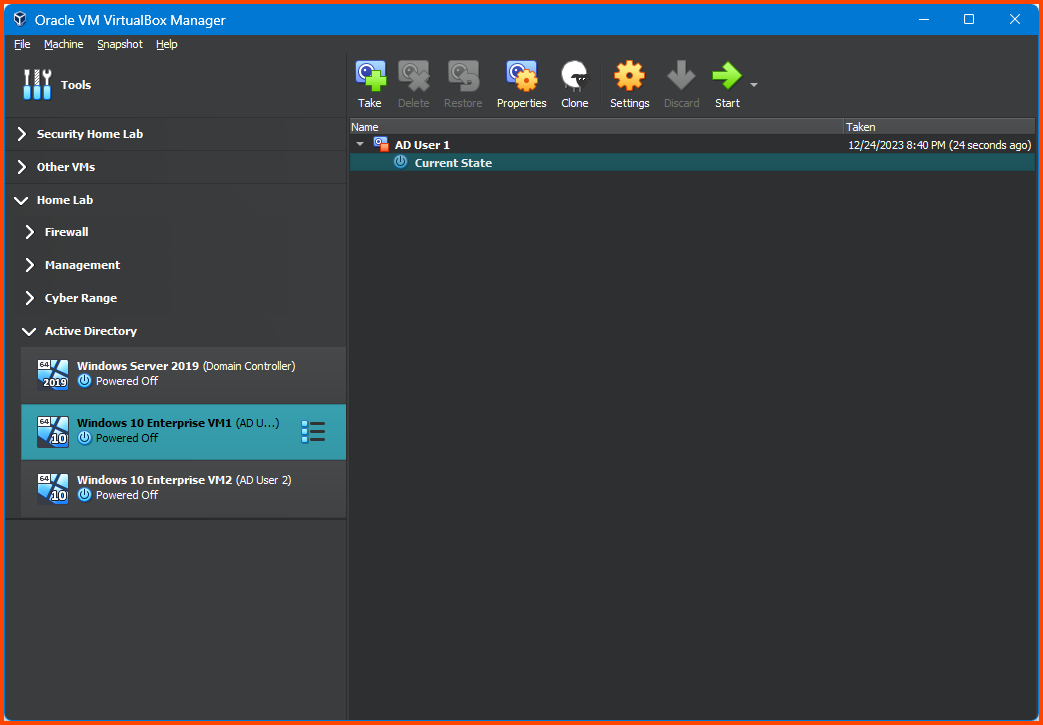 Oracle VM VirtualBox Manager
File Machine Snapshot Help
Tools
Take Delete Restore Properties Clone Settings Discard Start
Security Home Lab
Other VMs
Home Lab
Firewall
Management
Cyber Range
Active Directory
64
2019
Windows Server 2019 (Domain Controller)
Powered Off
64
10
Windows 10 Enterprise VM1 (AD U...)
Powered Off
64
10
Windows 10 Enterprise VM2 (AD User 2)
Powered Off
Name Taken
AD User 1 12/24/2023 8:40 PM (24 seconds ago)
Current State